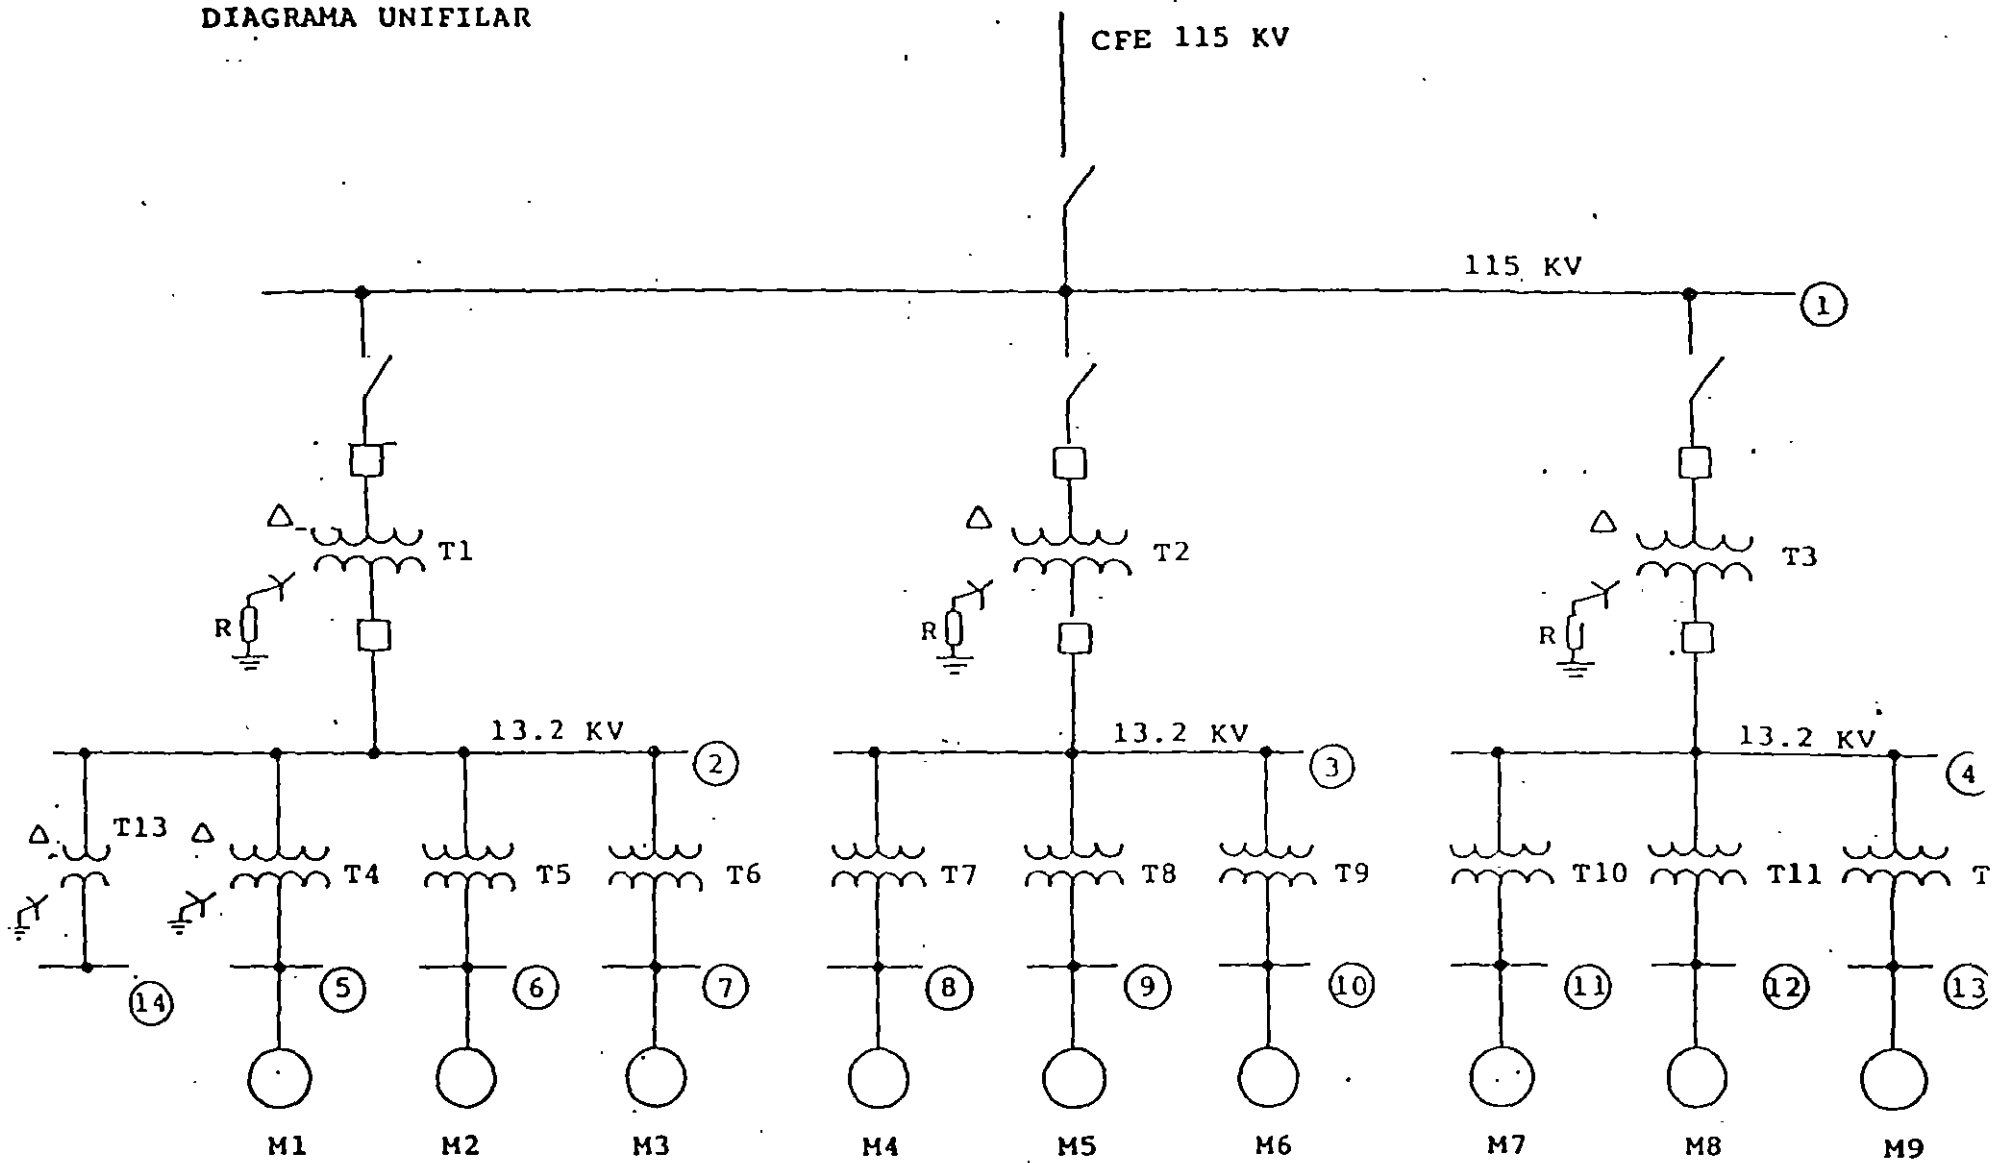 DIAGRAMA UNIFILAR
CFE 115 KV
115 KV
1
T1
T2
T3
R
R
R
13.2 KV
2
13.2 KV
3
13.2 KV
4
T13
T4
T5
T6
T7
T8
T9
T10
T11
T
14
5
6
7
8
9
10
11
12
13
M1
M2
M3
M4
M5
M6
M7
M8
M9